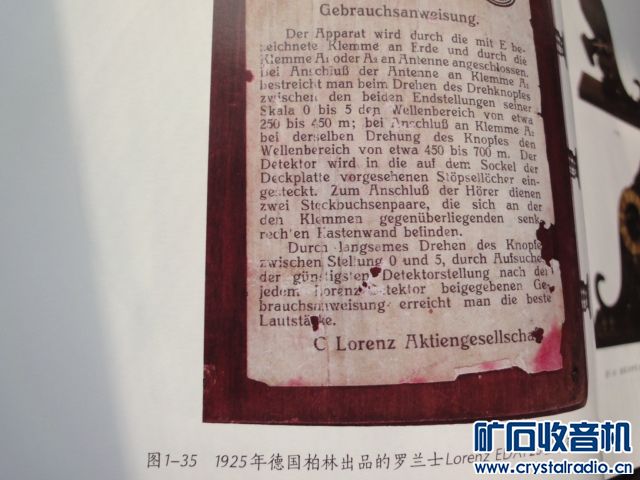 Gebrauchsanweisung.
Der Apparat wird durch die mit E be-
zeichnete Klemme an Erde und durch die
Klemme A₁ oder A₂ an Antenne angeschlossen.
Bei Anschluß der Antenne an Klemme A₁
bestreicht man beim Drehen des Drehknopfes
zwischen den beiden Endstellungen seiner
Skala 0 bis 5 den Wellenbereich von etwa
250 bis 450 m; bei Anschluß an Klemme A₂
bei derselben Drehung des Knopfes den
Wellenbereich von etwa 450 bis 700 m. Der
Detektor wird in die auf dem Sockel der
Deckplatte vorgesehenen Stöpsellöcher ein-
gesteckt. Zum Anschluß der Hörer dienen
zwei Steckbuchsenpaare, die sich an der
den Klemmen gegenüberliegenden senk-
rechten Kastenwand befinden.
Durch langsames Drehen des Knopfes
zwischen Stellung 0 und 5, durch Aufsuchen
der günstigsten Detektorstellung nach der
jedem Lorenz-Detektor beigegebenen Ge-
brauchsanweisung erreicht man die beste
Lautstärke.
C Lorenz Aktiengesellschaft
图1-35 1925年德国柏林出品的罗兰士Lorenz
矿石收音机
www.crystalradio.cn